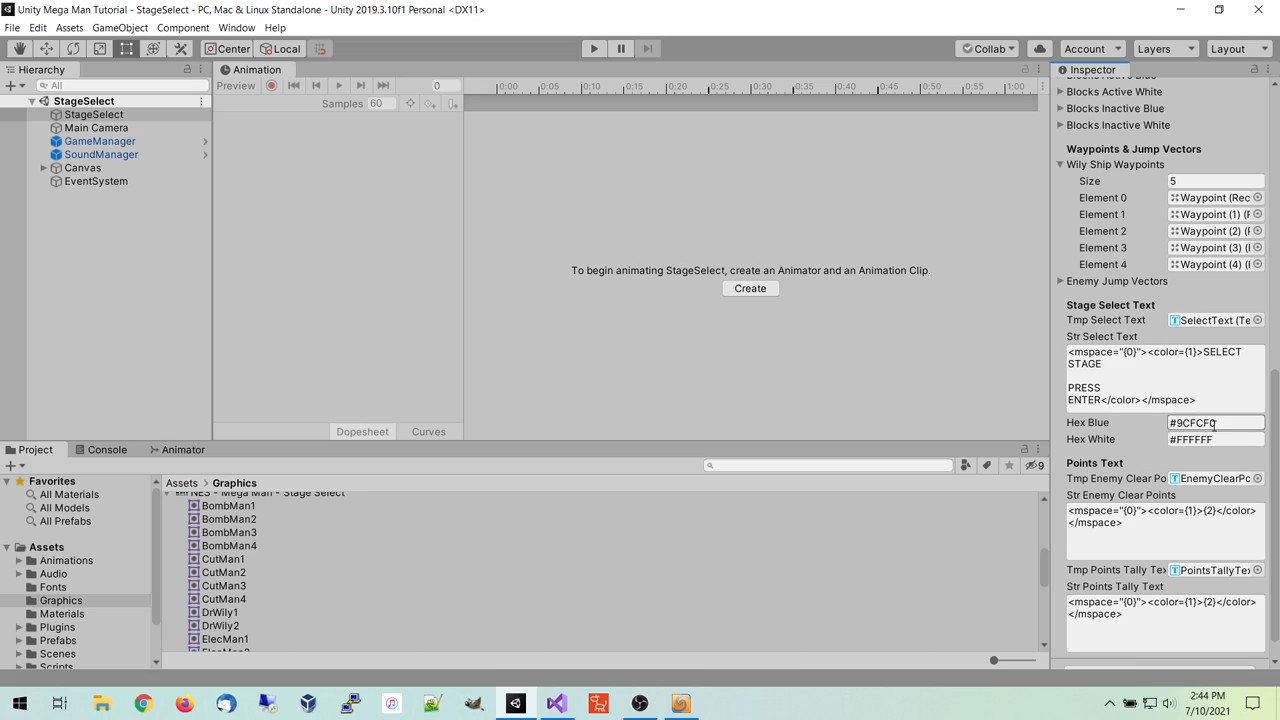 Unity Mega Man Tutorial - StageSelect - PC, Mac & Linux Standalone - Unity 2019.3.10f1 Personal <DX11>
File Edit Assets GameObject Component Window Help
Center Local Collab Account Layers Layout
Hierarchy
All
StageSelect
StageSelect
Main Camera
GameManager
SoundManager
Canvas
EventSystem
Animation
Preview 0 0:00 0:05 0:10 0:15 0:20 0:25 0:30 0:35 0:40 0:45 0:50 0:55 1:00
Samples 60
To begin animating StageSelect, create an Animator and an Animation Clip.
Create
Dopesheet Curves
Inspector
Blocks Active White
Blocks Inactive Blue
Blocks Inactive White
Waypoints & Jump Vectors
Wily Ship Waypoints
Size 5
Element 0 Waypoint (Rec
Element 1 Waypoint (1) (F
Element 2 Waypoint (2) (F
Element 3 Waypoint (3) (I
Element 4 Waypoint (4) (I
Enemy Jump Vectors
Stage Select Text
Tmp Select Text SelectText (Te
Str Select Text
<mspace="{0}"><color={1}>SELECT
STAGE
PRESS
ENTER</color></mspace>
Hex Blue #9CFCF0
Hex White #FFFFFF
Points Text
Tmp Enemy Clear Po EnemyClearPo
Str Enemy Clear Points
<mspace="{0}"><color={1}>{2}</color>
</mspace>
Tmp Points Tally Tex PointsTallyTex
Str Points Tally Text
<mspace="{0}"><color={1}>{2}</color>
</mspace>
Project Console Animator
9
Favorites
All Materials
All Models
All Prefabs
Assets
Animations
Audio
Fonts
Graphics
Materials
Plugins
Prefabs
Scenes
Scripts
Assets Graphics
NES - Mega Man - Stage Select
BombMan1
BombMan2
BombMan3
BombMan4
CutMan1
CutMan2
CutMan3
CutMan4
DrWily1
DrWily2
ElecMan1
2:44 PM
7/10/2021